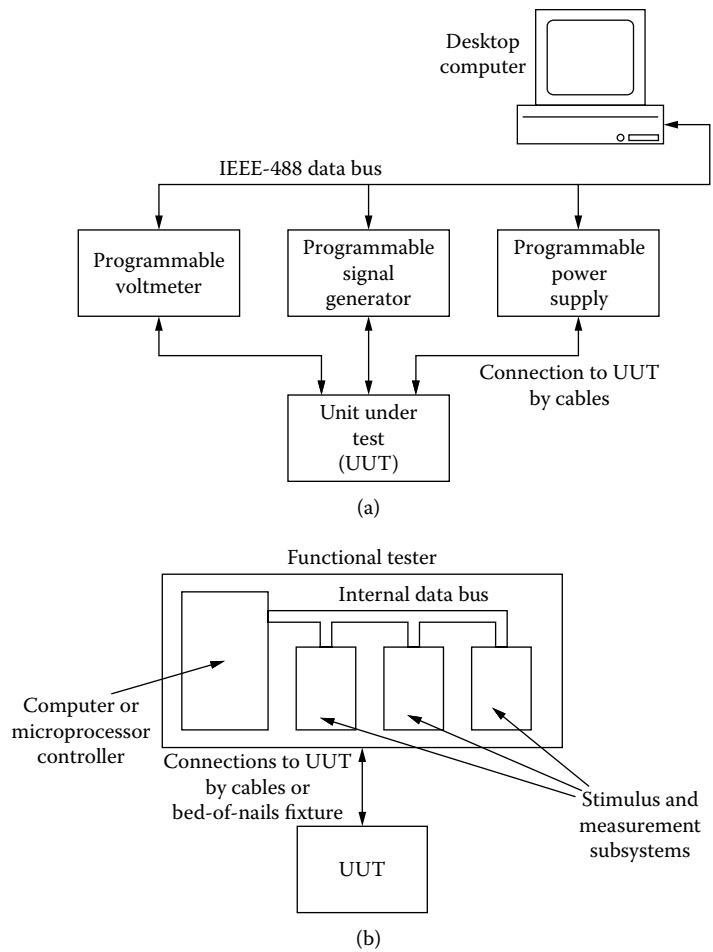 Desktop
computer
IEEE-488 data bus
Programmable
voltmeter
Programmable
signal
generator
Programmable
power
supply
Connection to UUT
by cables
Unit under
test
(UUT)
(a)
Functional tester
Internal data bus
Computer or
microprocessor
controller
Connections to UUT
by cables or
bed-of-nails fixture
Stimulus and
measurement
subsystems
UUT
(b)